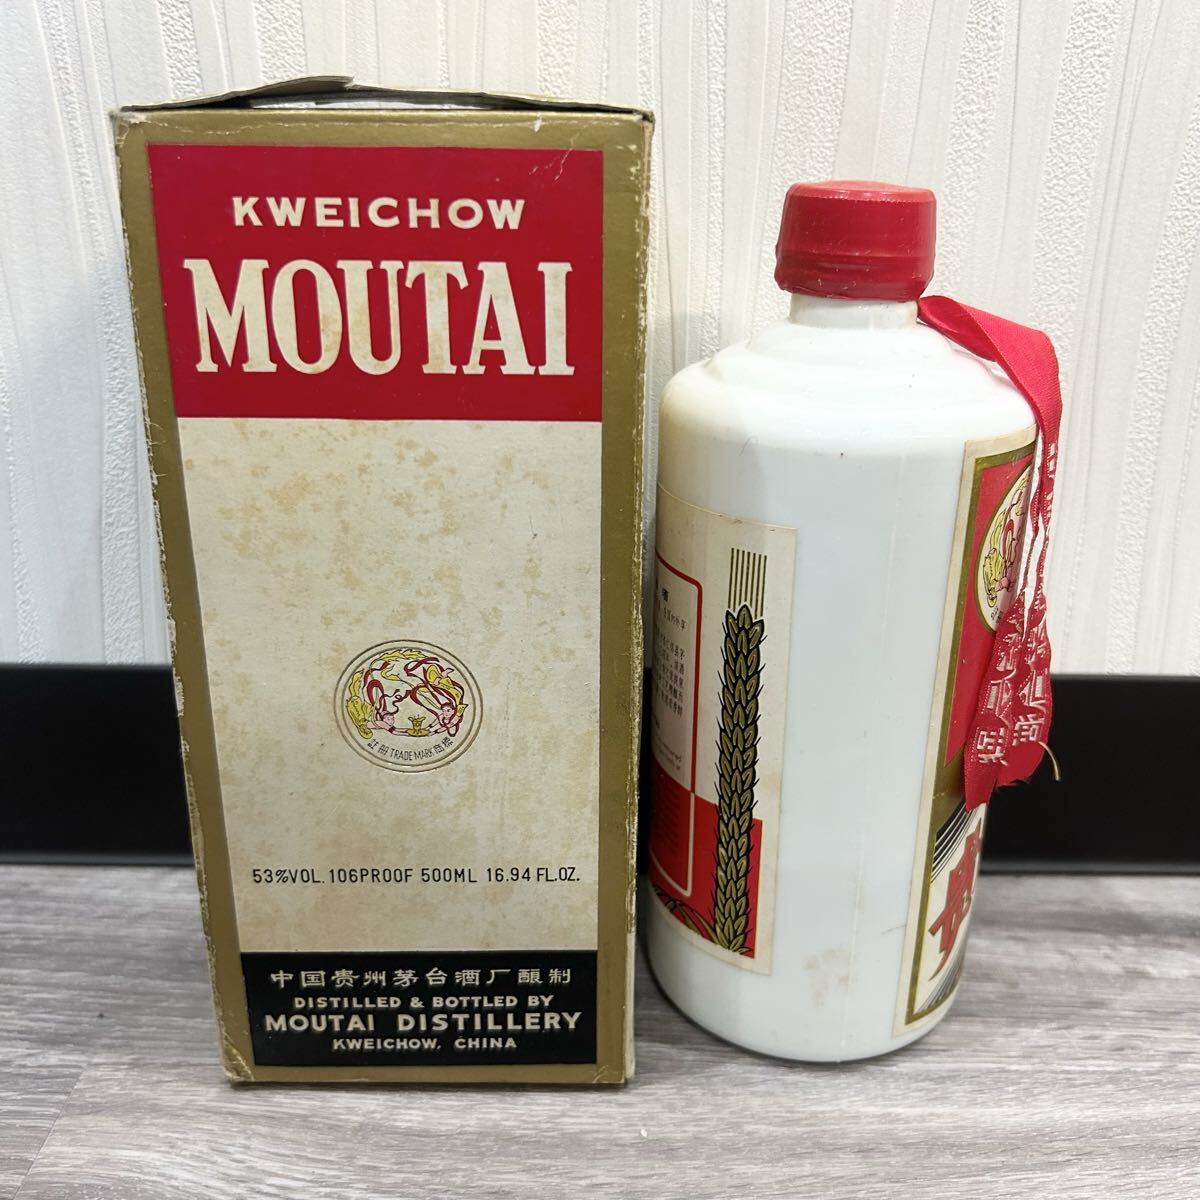 KWEICHOW
MOUTAI
註册 TRADE MARK 商標
53%VOL. 106PROOF 500ML 16.94 FL.OZ.
中国贵州茅台酒厂酿制
DISTILLED & BOTTLED BY
MOUTAI DISTILLERY
KWEICHOW, CHINA
酒